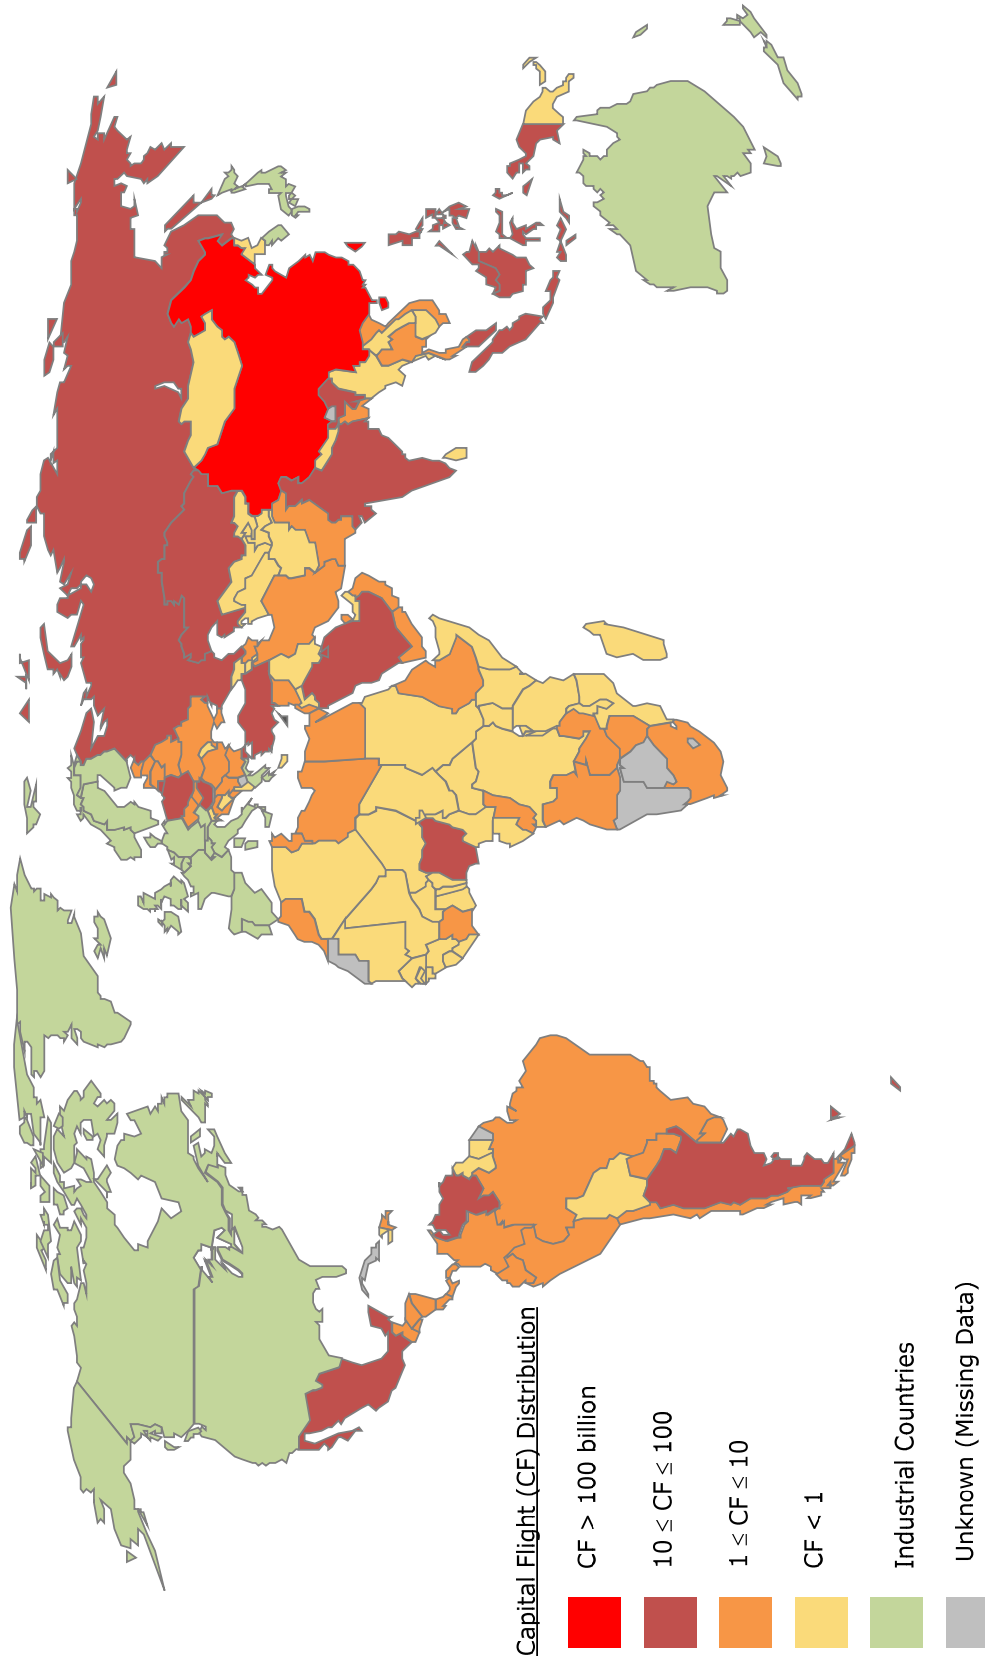 Capital Flight (CF) Distribution
CF > 100 billion
10 ≤ CF ≤ 100
1 ≤ CF ≤ 10
CF < 1
Industrial Countries
Unknown (Missing Data)